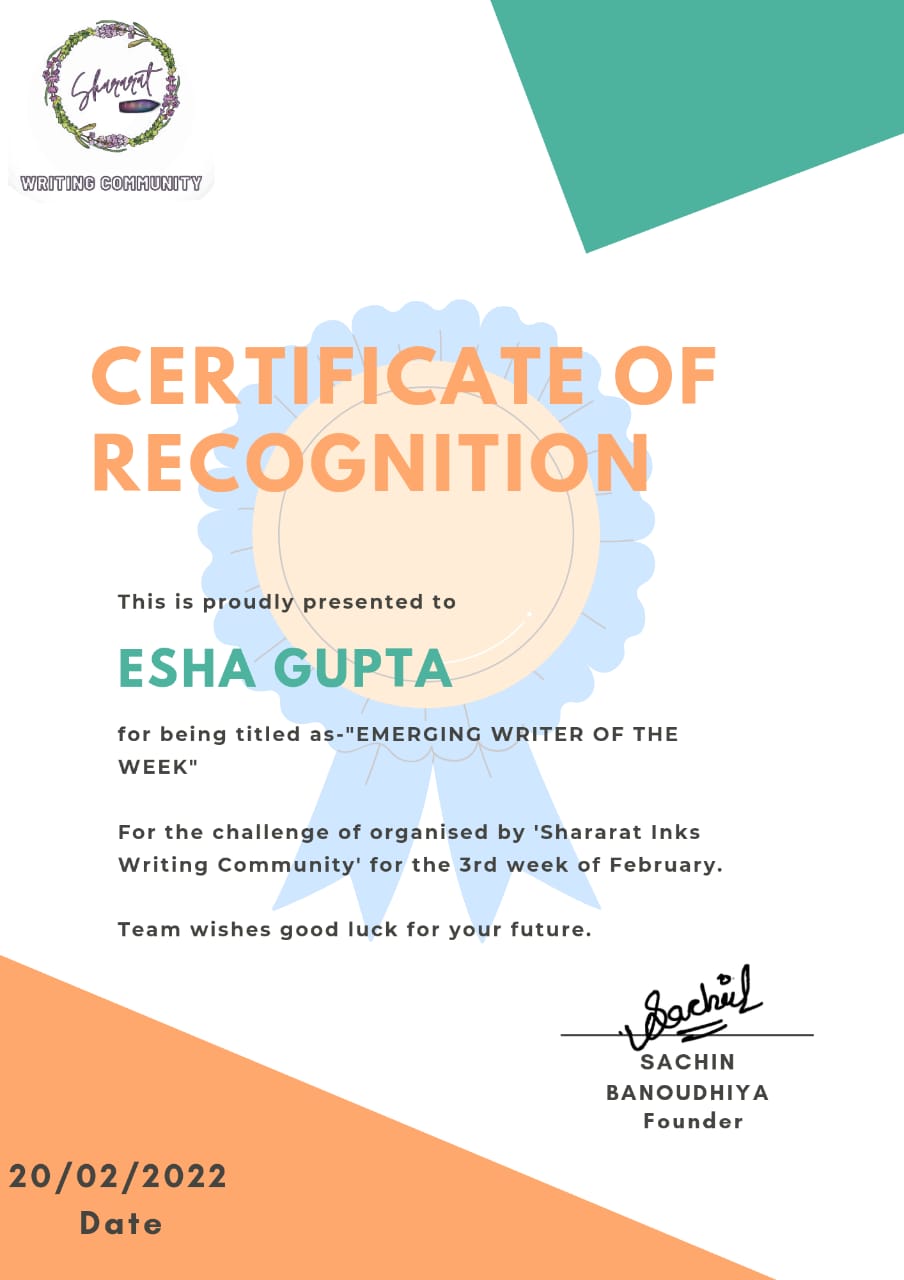 Shararat
WRITING COMMUNITY
CERTIFICATE OF
RECOGNITION
This is proudly presented to
ESHA GUPTA
for being titled as-"EMERGING WRITER OF THE
WEEK"
For the challenge of organised by 'Shararat Inks
Writing Community' for the 3rd week of February.
Team wishes good luck for your future.
Sachin
SACHIN
BANOUDHIYA
Founder
20/02/2022
Date